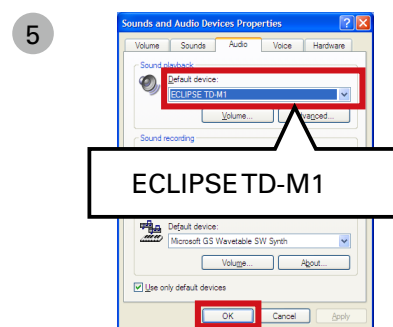 5
Sounds and Audio Devices Properties
Volume Sounds Audio Voice Hardware
Sound playback
Default device:
ECLIPSE TD-M1
Volume... Advanced...
Sound recording
ECLIPSE TD-M1
Default device:
Microsoft GS Wavetable SW Synth
Volume... About...
Use only default devices
OK Cancel Apply